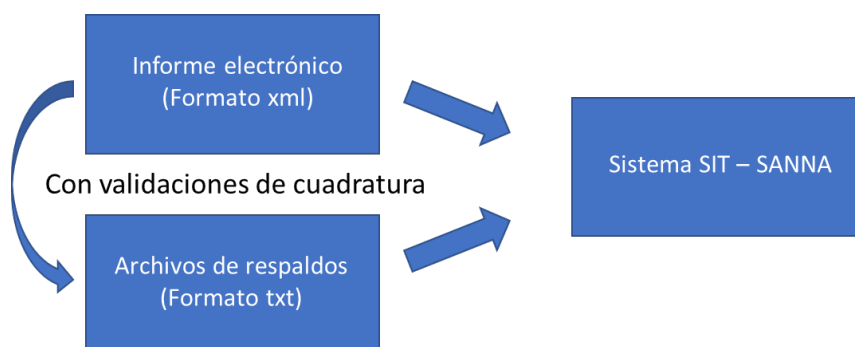 Informe electrónico
(Formato xml)
Con validaciones de cuadratura
Archivos de respaldos
(Formato txt)
Sistema SIT – SANNA